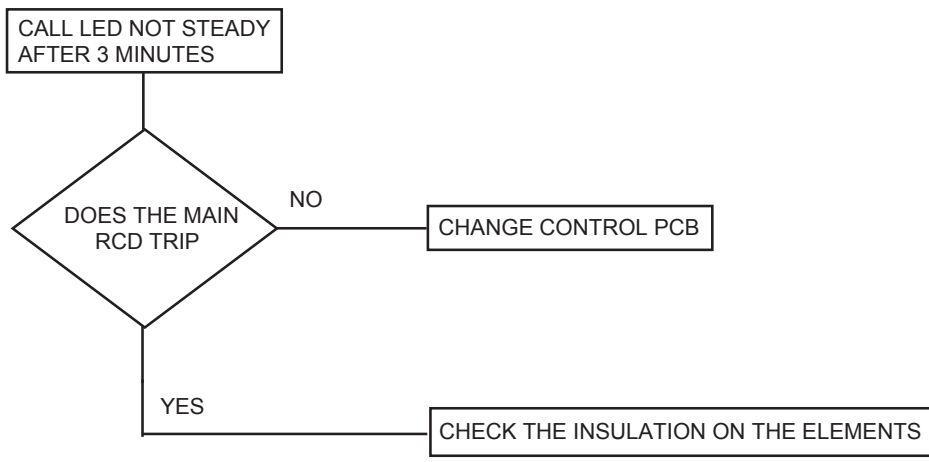 CALL LED NOT STEADY
AFTER 3 MINUTES
DOES THE MAIN
RCD TRIP
NO
CHANGE CONTROL PCB
YES
CHECK THE INSULATION ON THE ELEMENTS